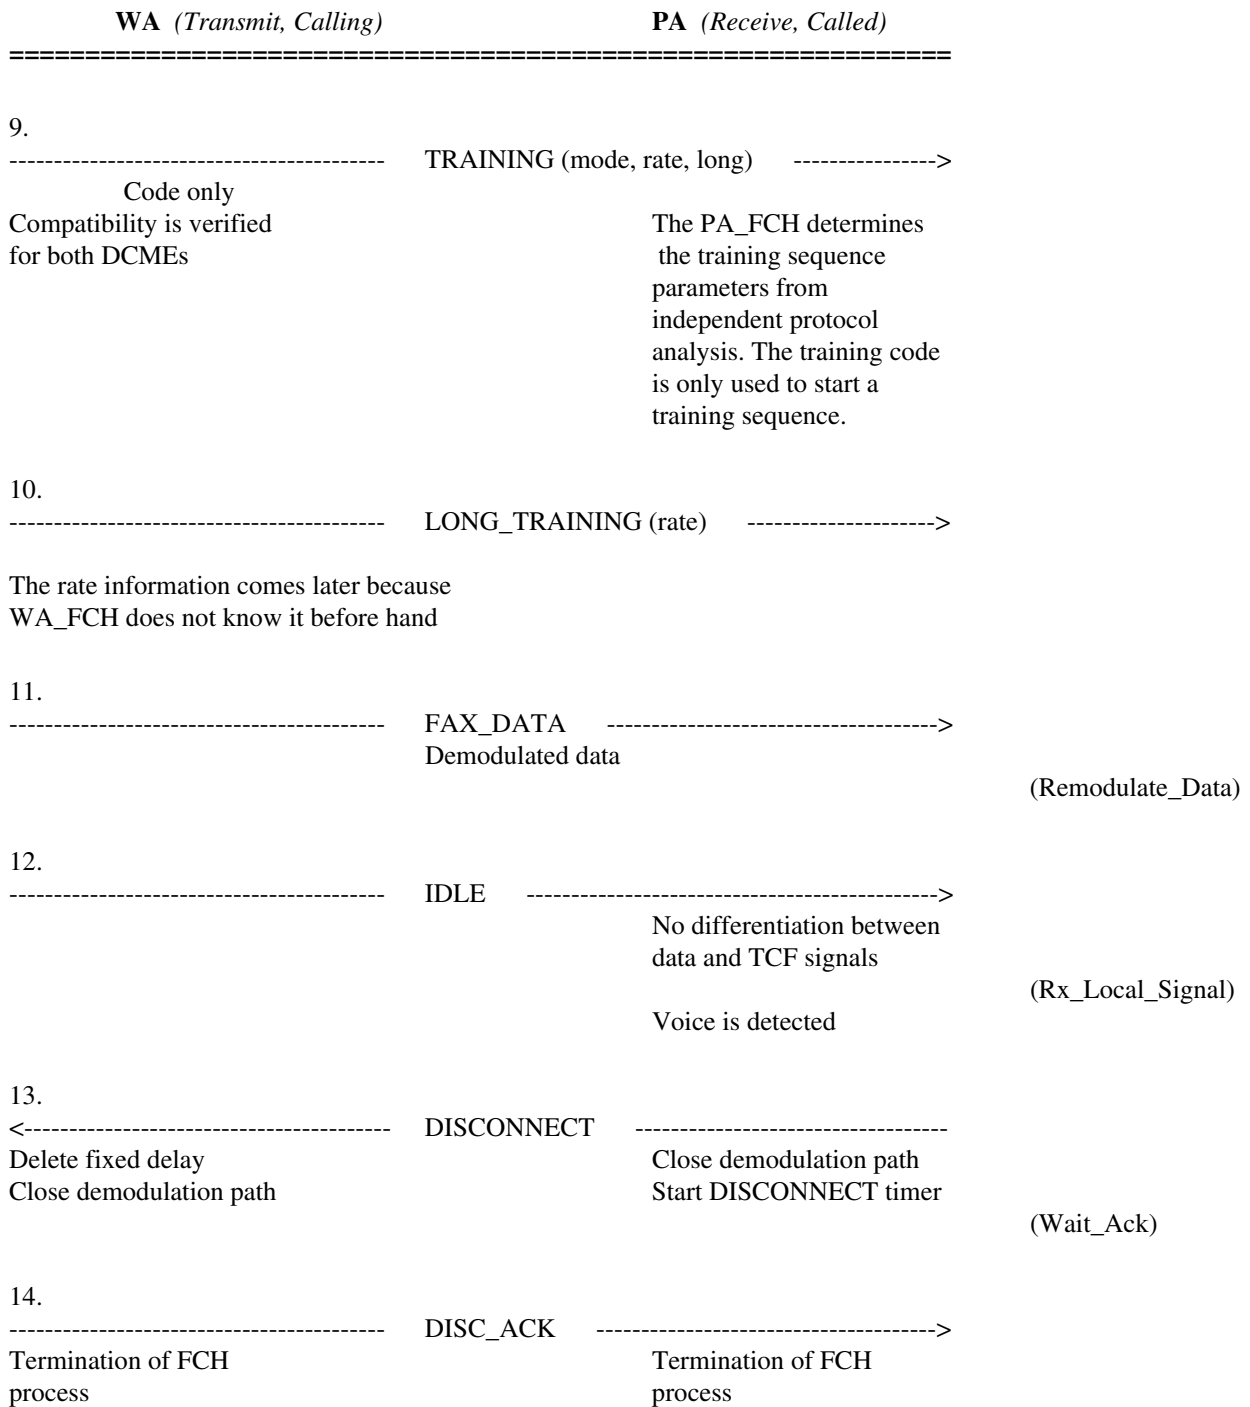 WA (Transmit, Calling) PA (Receive, Called)
==============================================================
9.
------------------------------------------ TRAINING (mode, rate, long) ---------------->
Code only
Compatibility is verified The PA_FCH determines
for both DCMEs the training sequence
parameters from
independent protocol
analysis. The training code
is only used to start a
training sequence.
10.
------------------------------------------ LONG_TRAINING (rate) --------------------->
The rate information comes later because
WA_FCH does not know it before hand
11.
------------------------------------------ FAX_DATA ------------------------------------->
Demodulated data
(Remodulate_Data)
12.
------------------------------------------ IDLE ---------------------------------------------->
No differentiation between
data and TCF signals
(Rx_Local_Signal)
Voice is detected
13.
<----------------------------------------- DISCONNECT -----------------------------------
Delete fixed delay Close demodulation path
Close demodulation path Start DISCONNECT timer
(Wait_Ack)
14.
------------------------------------------ DISC_ACK -------------------------------------->
Termination of FCH Termination of FCH
process process